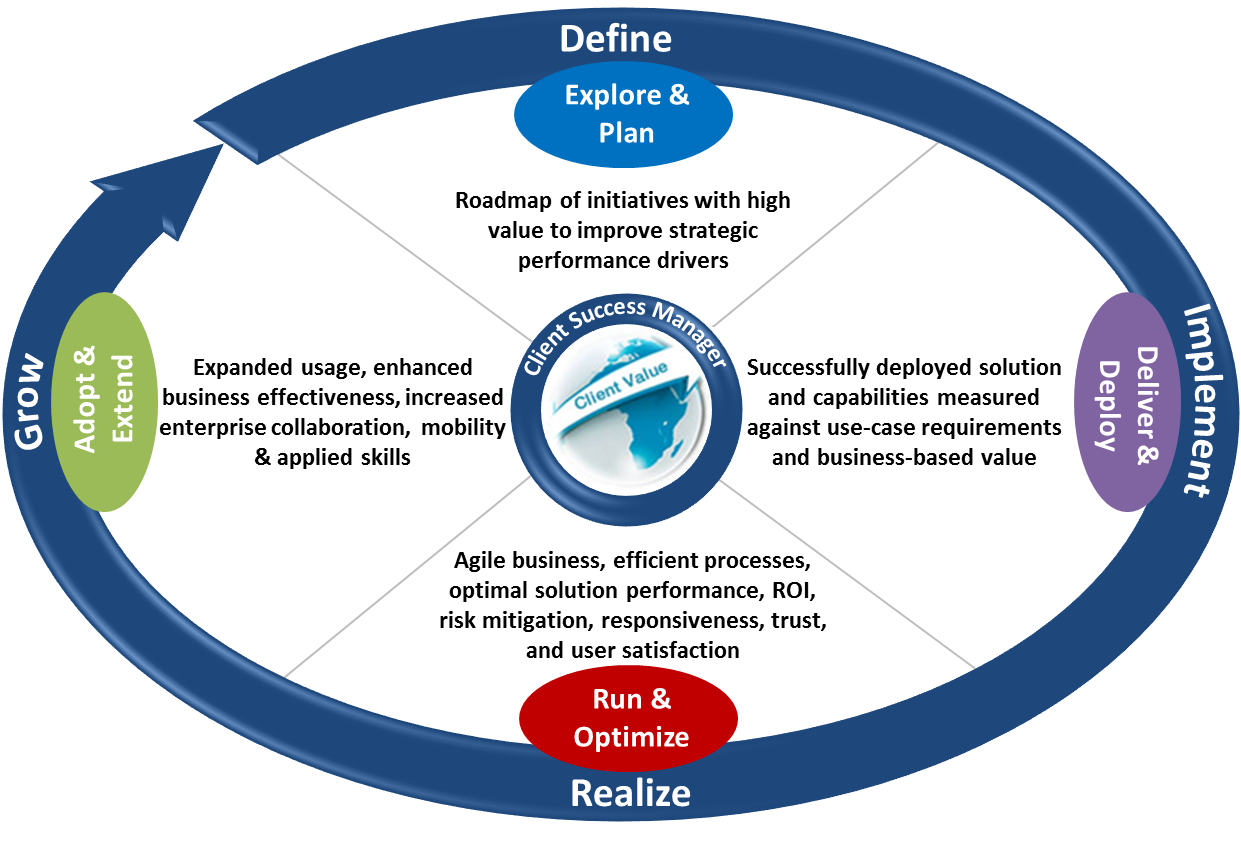 Define
Explore &
Plan
Roadmap of initiatives with high
value to improve strategic
performance drivers
Implement
Deliver &
Deploy
Successfully deployed solution
and capabilities measured
against use-case requirements
and business-based value
Client Success Manager
Client Value
Grow
Adopt &
Extend
Expanded usage, enhanced
business effectiveness, increased
enterprise collaboration, mobility
& applied skills
Agile business, efficient processes,
optimal solution performance, ROI,
risk mitigation, responsiveness, trust,
and user satisfaction
Run &
Optimize
Realize